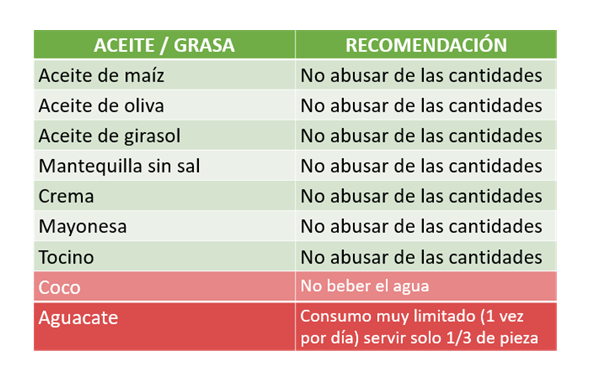 ACEITE / GRASA RECOMENDACIÓN
Aceite de maíz No abusar de las cantidades
Aceite de oliva No abusar de las cantidades
Aceite de girasol No abusar de las cantidades
Mantequilla sin sal No abusar de las cantidades
Crema No abusar de las cantidades
Mayonesa No abusar de las cantidades
Tocino No abusar de las cantidades
Coco No beber el agua
Aguacate Consumo muy limitado (1 vez
por día) servir solo 1/3 de pieza